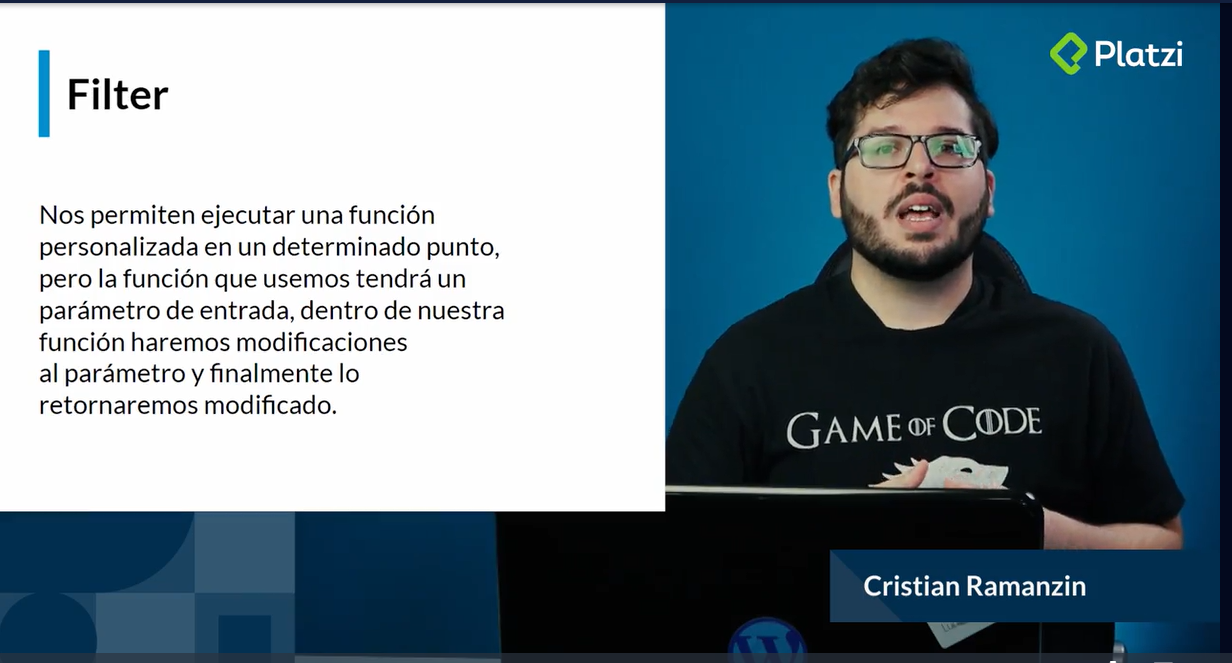 Filter
Nos permiten ejecutar una función
personalizada en un determinado punto,
pero la función que usemos tendrá un
parámetro de entrada, dentro de nuestra
función haremos modificaciones
al parámetro y finalmente lo
retornaremos modificado.
Platzi
GAME OF CODE
Cristian Ramanzin